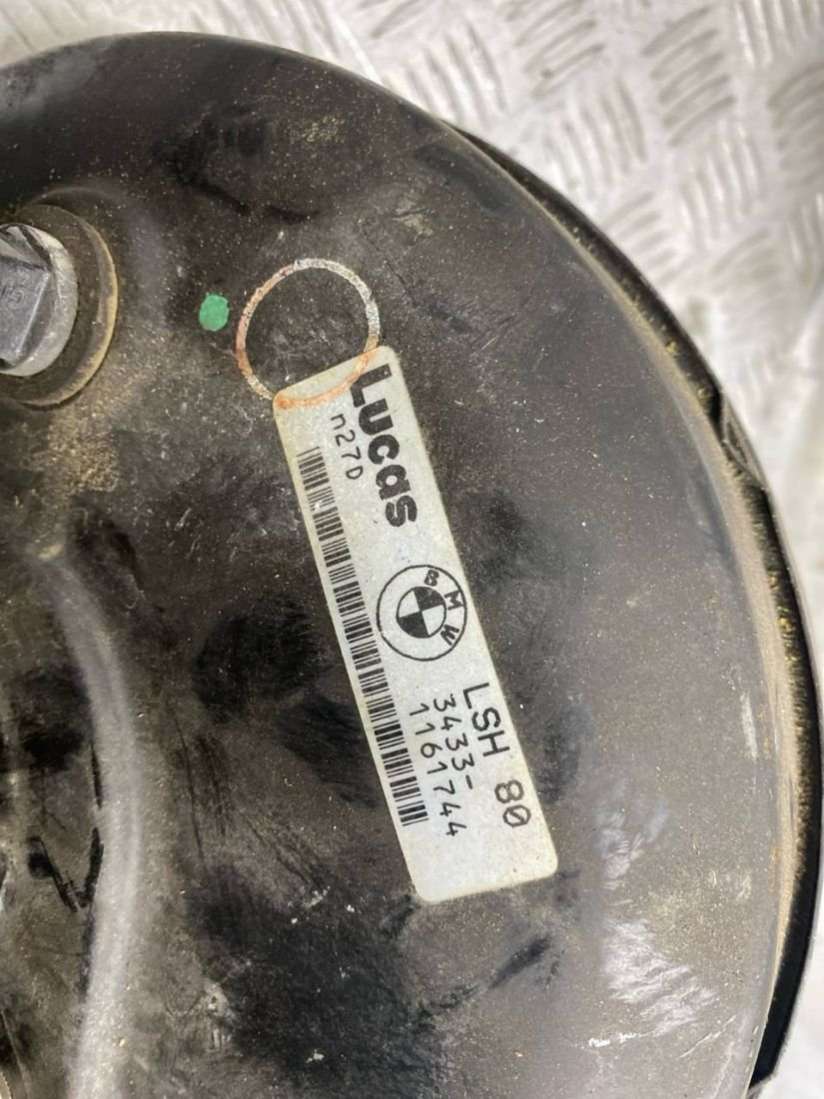 Lucas
n27D
BMW
LSH 80
3433-
1161744